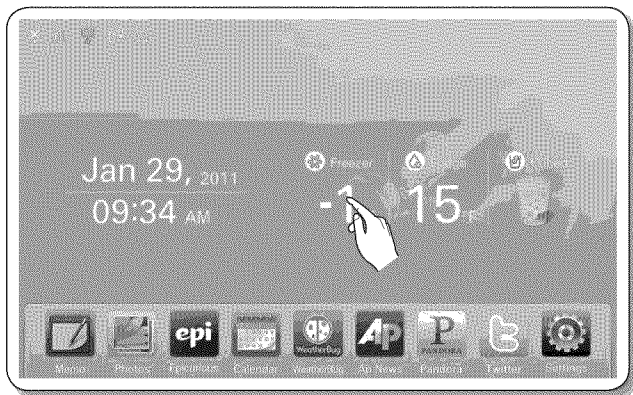 Jan 29, 2011
09:34 AM
Freezer
-1
15 F
epi
WeatherBug
AP
P
PANDORA
Memo Photos Epicurious Calendar WeatherBug Ap News Pandora Twitter Settings